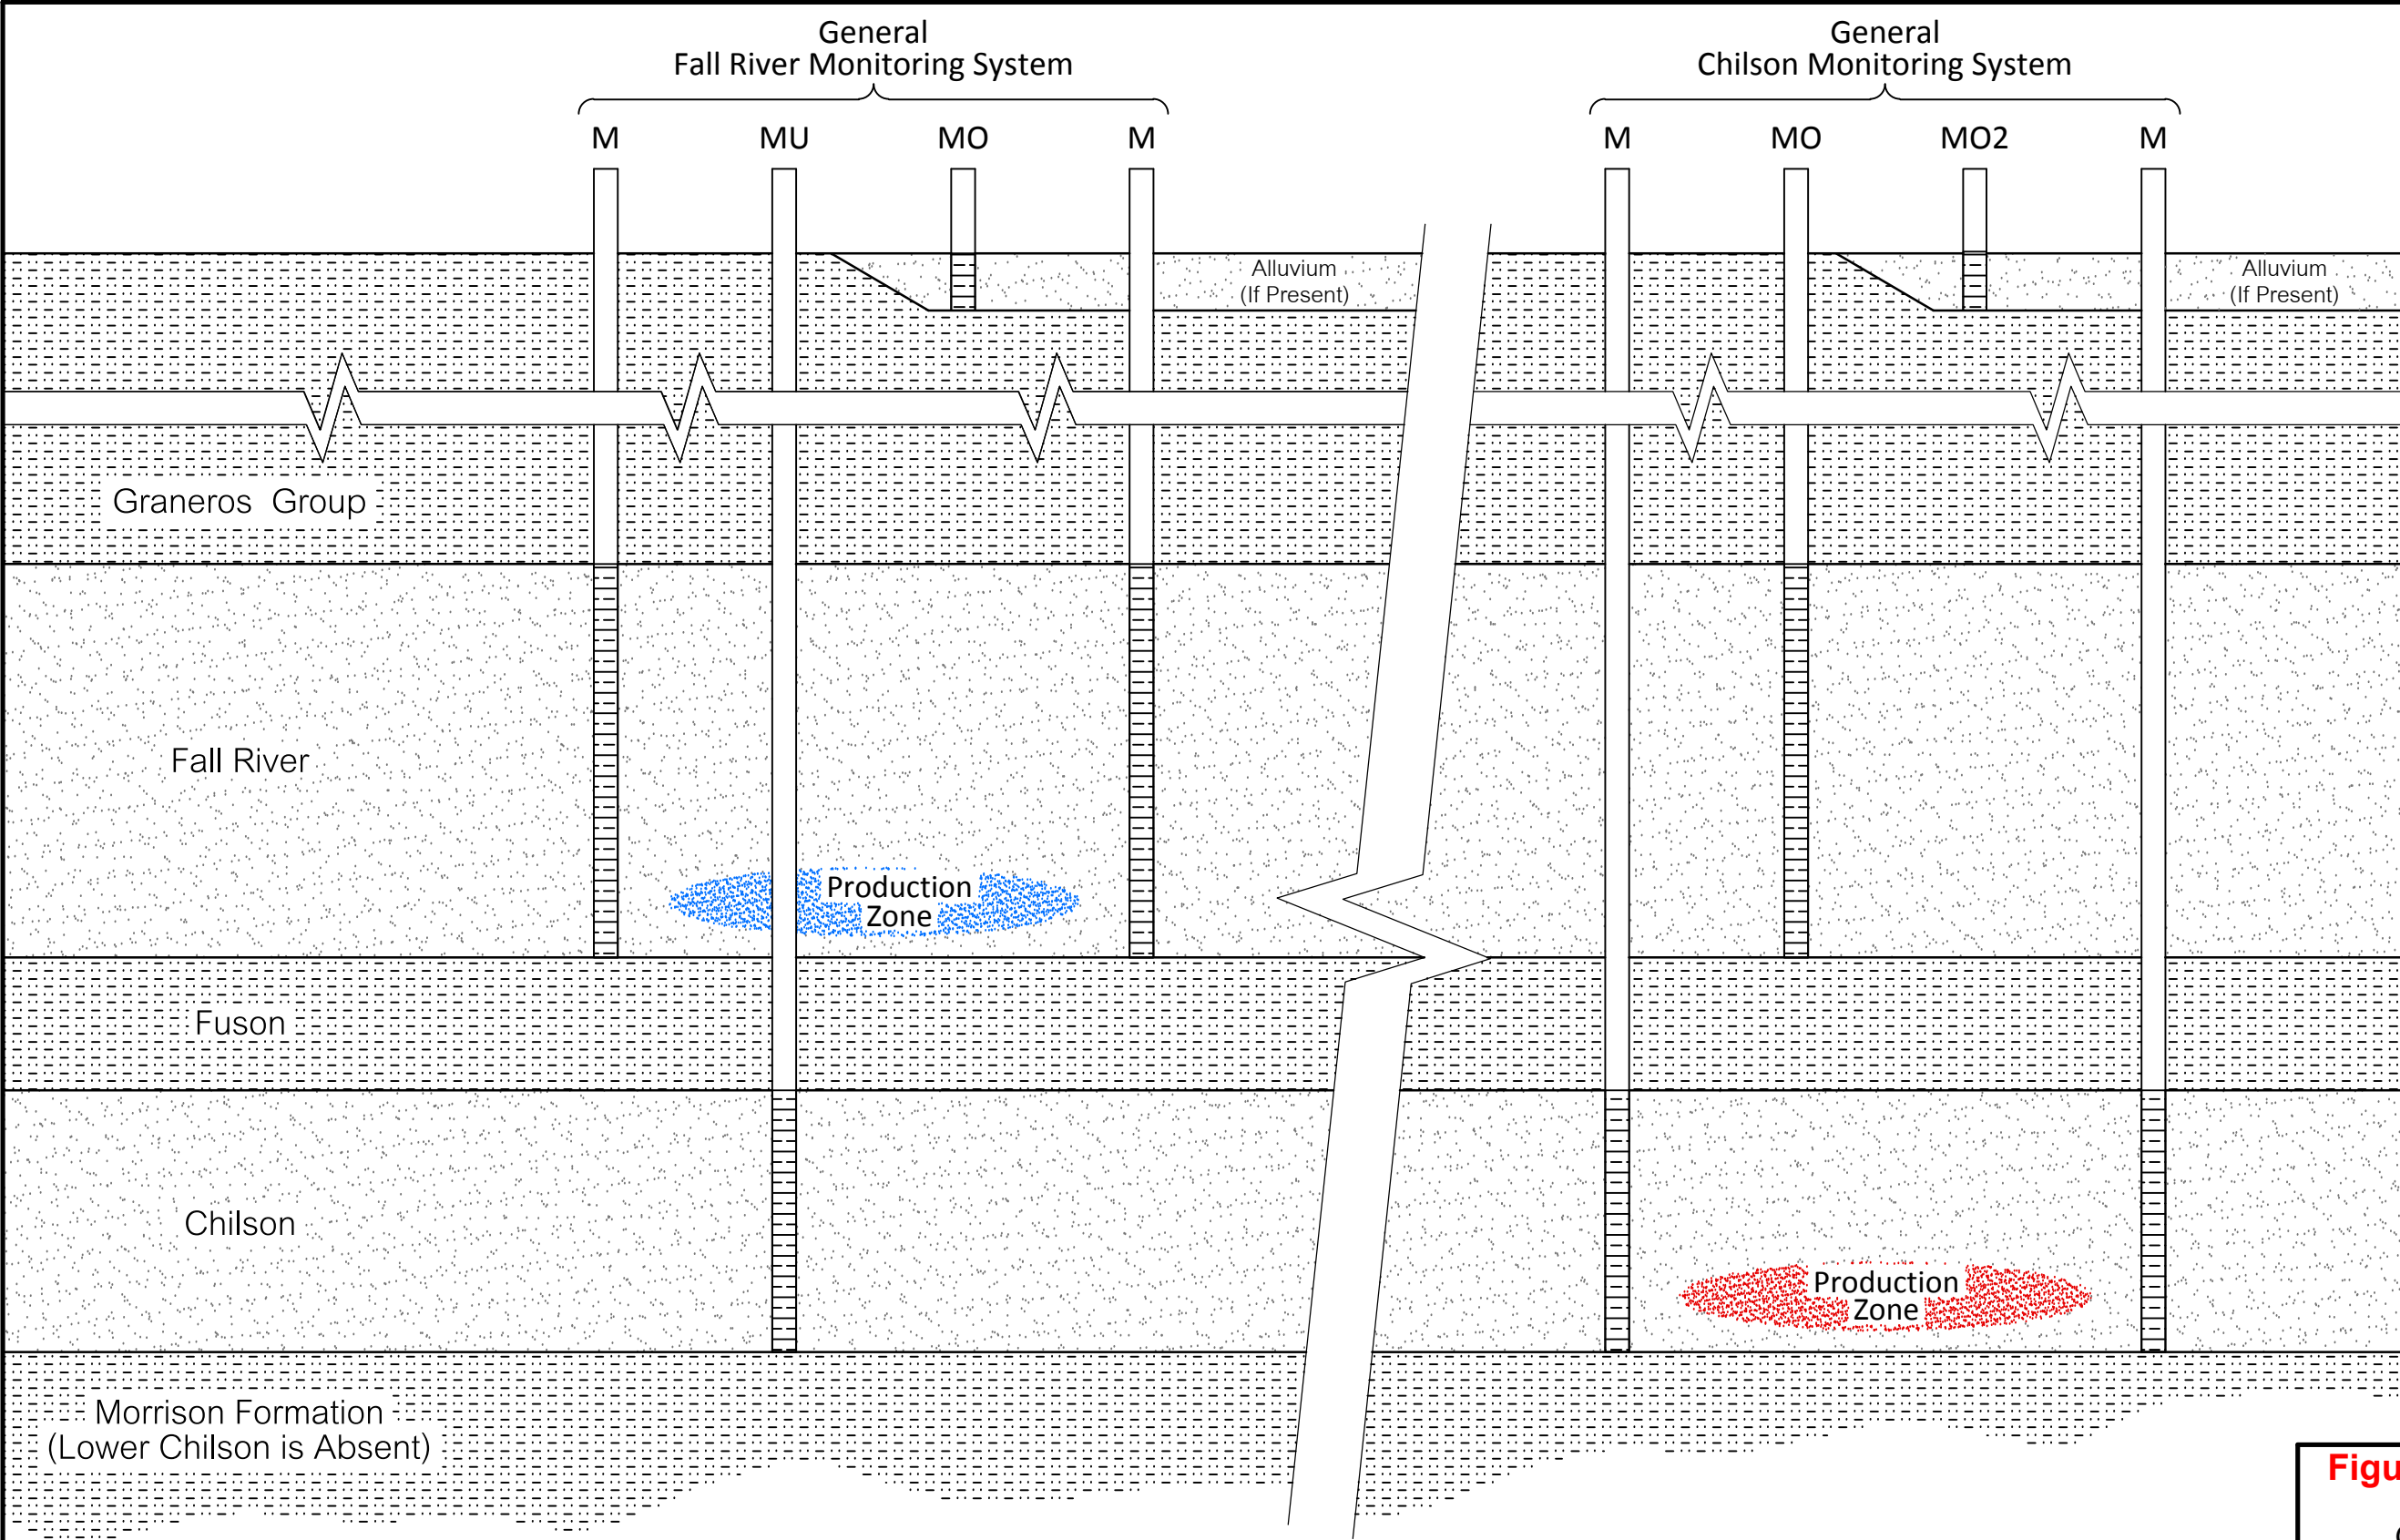 General
Fall River Monitoring System
General
Chilson Monitoring System
M
MU
MO
M
M
MO
MO2
M
Alluvium
(If Present)
Alluvium
(If Present)
Graneros Group
Fall River
Production
Zone
Fuson
Chilson
Production
Zone
Morrison Formation
(Lower Chilson is Absent)